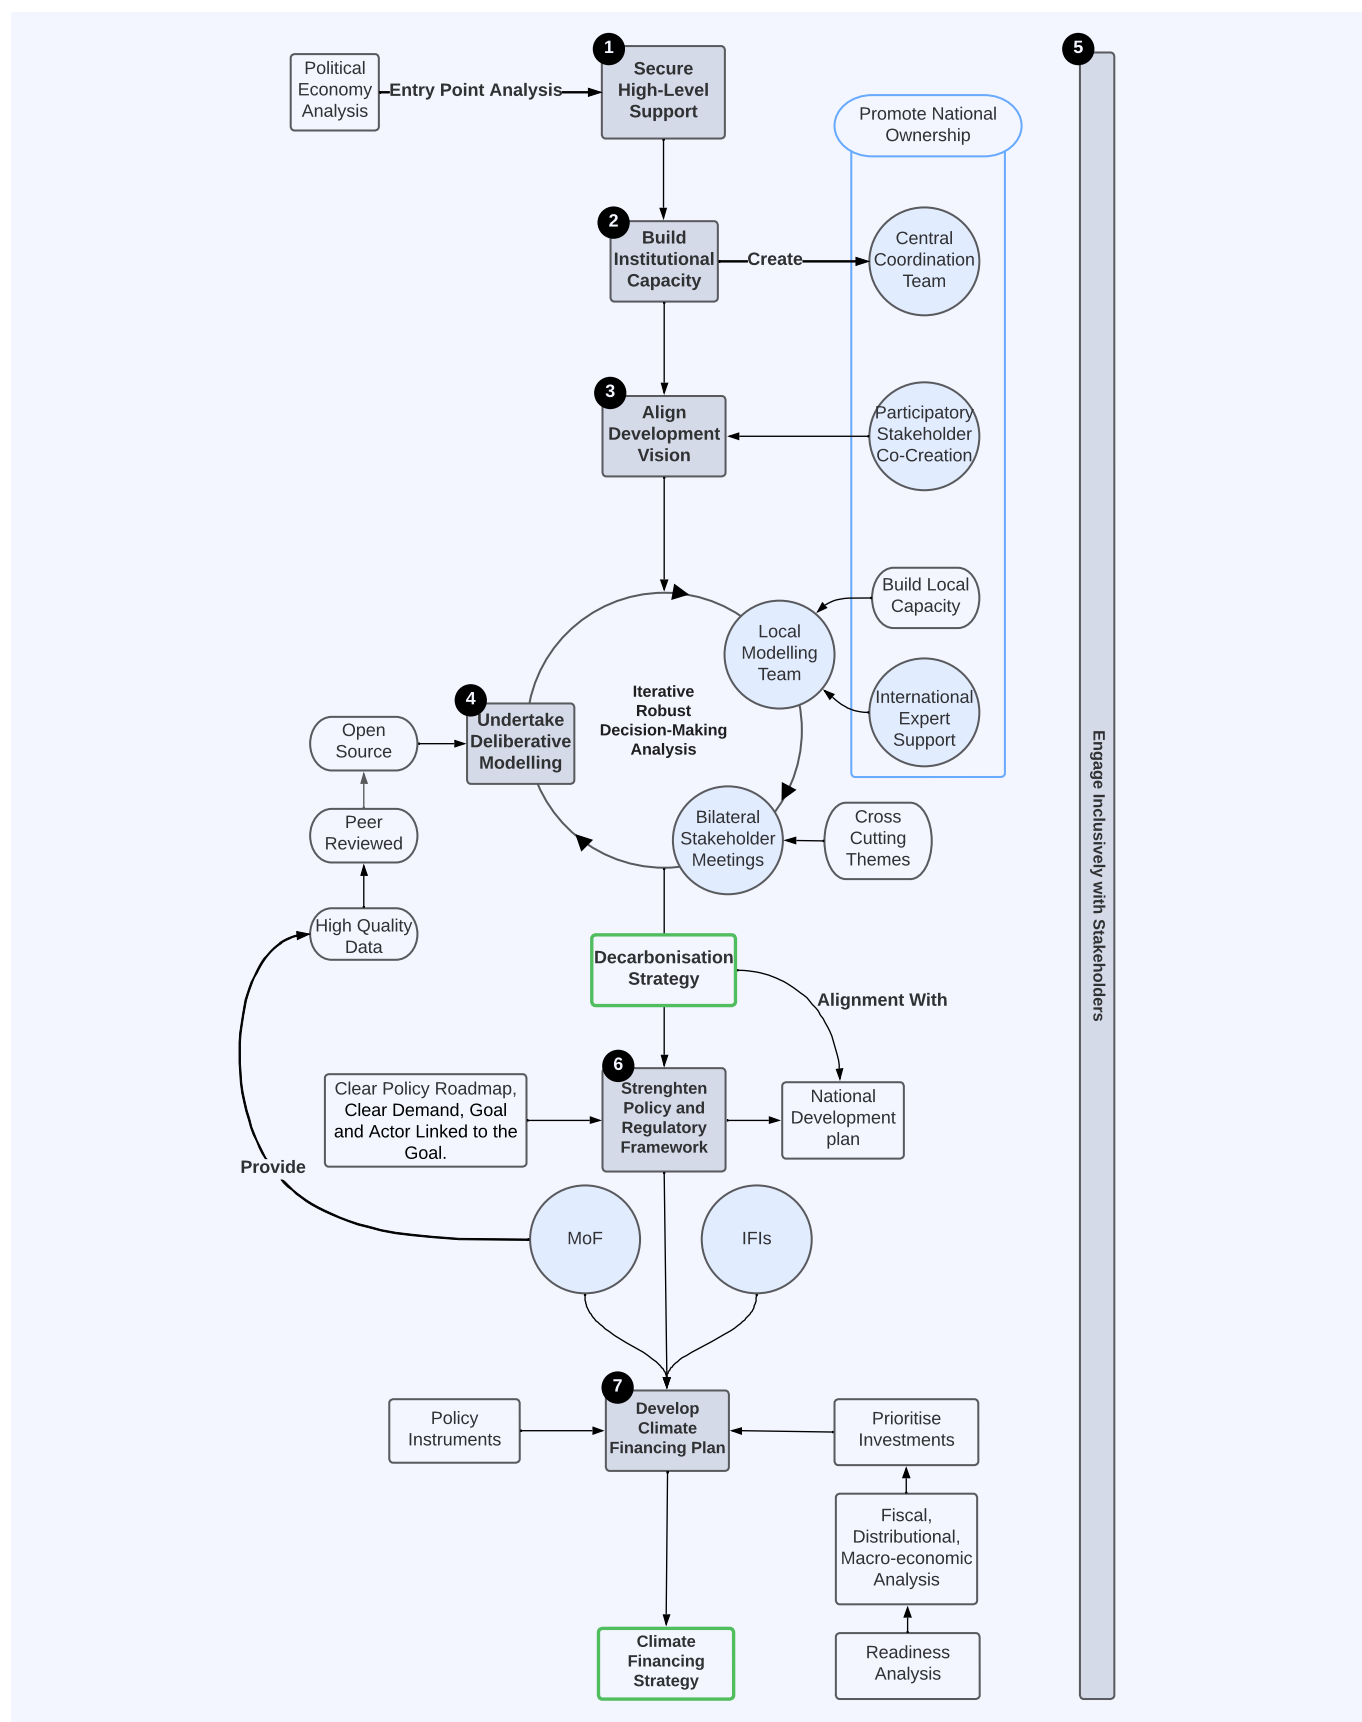 1
5
Political
Economy
Analysis
Entry Point Analysis
Secure
High-Level
Support
Promote National
Ownership
2
Build
Institutional
Capacity
Create
Central
Coordination
Team
3
Align
Development
Vision
Participatory
Stakeholder
Co-Creation
Build Local
Capacity
Local
Modelling
Team
International
Expert
Support
Iterative
Robust
Decision-Making
Analysis
4
Undertake
Deliberative
Modelling
Open
Source
Peer
Reviewed
High Quality
Data
Bilateral
Stakeholder
Meetings
Cross
Cutting
Themes
Engage Inclusively with Stakeholders
Decarbonisation
Strategy
Alignment With
6
Strenghten
Policy and
Regulatory
Framework
Clear Policy Roadmap,
Clear Demand, Goal
and Actor Linked to the
Goal.
National
Development
plan
Provide
MoF
IFIs
7
Develop
Climate
Financing Plan
Policy
Instruments
Prioritise
Investments
Fiscal,
Distributional,
Macro-economic
Analysis
Readiness
Analysis
Climate
Financing
Strategy